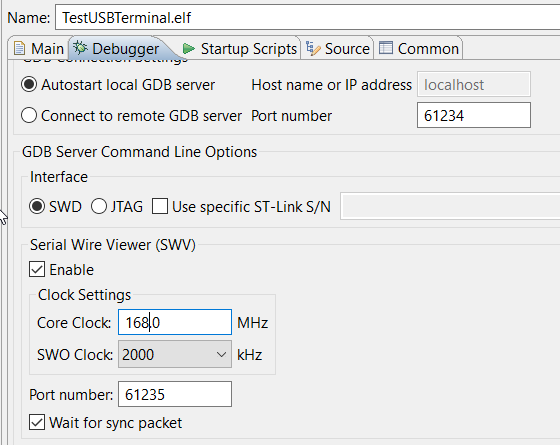 Name: TestUSBTerminal.elf
Main Debugger Startup Scripts Source Common
GDB Connection Settings
Autostart local GDB server Host name or IP address localhost
Connect to remote GDB server Port number 61234
GDB Server Command Line Options
Interface
SWD JTAG Use specific ST-Link S/N
Serial Wire Viewer (SWV)
Enable
Clock Settings
Core Clock: 168.0 MHz
SWO Clock: 2000 kHz
Port number: 61235
Wait for sync packet